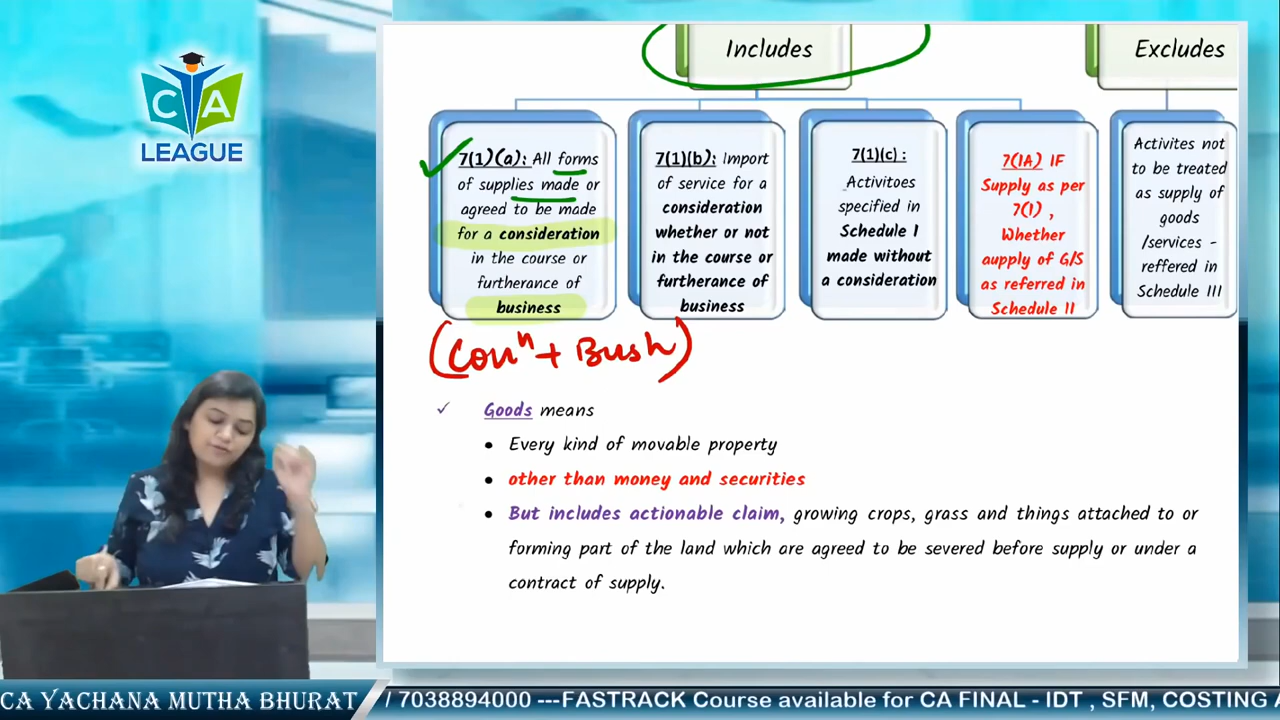 CA
LEAGUE
Includes
Excludes
7(1)(a): All forms
of supplies made or
agreed to be made
for a consideration
in the course or
furtherance of
business
7(1)(b): Import
of service for a
consideration
whether or not
in the course or
furtherance of
business
7(1)(c) :
Activitoes
specified in
Schedule I
made without
a consideration
7(1A) IF
Supply as per
7(1) ,
Whether
aupply of G/S
as referred in
Schedule II
Activites not
to be treated
as supply of
goods
/services -
reffered in
Schedule III
(Conⁿ + Bush)
✓ Goods means
• Every kind of movable property
• other than money and securities
• But includes actionable claim, growing crops, grass and things attached to or
forming part of the land which are agreed to be severed before supply or under a
contract of supply.
CA YACHANA MUTHA BHURAT
/ 7038894000 ---FASTRACK Course available for CA FINAL - IDT , SFM, COSTING